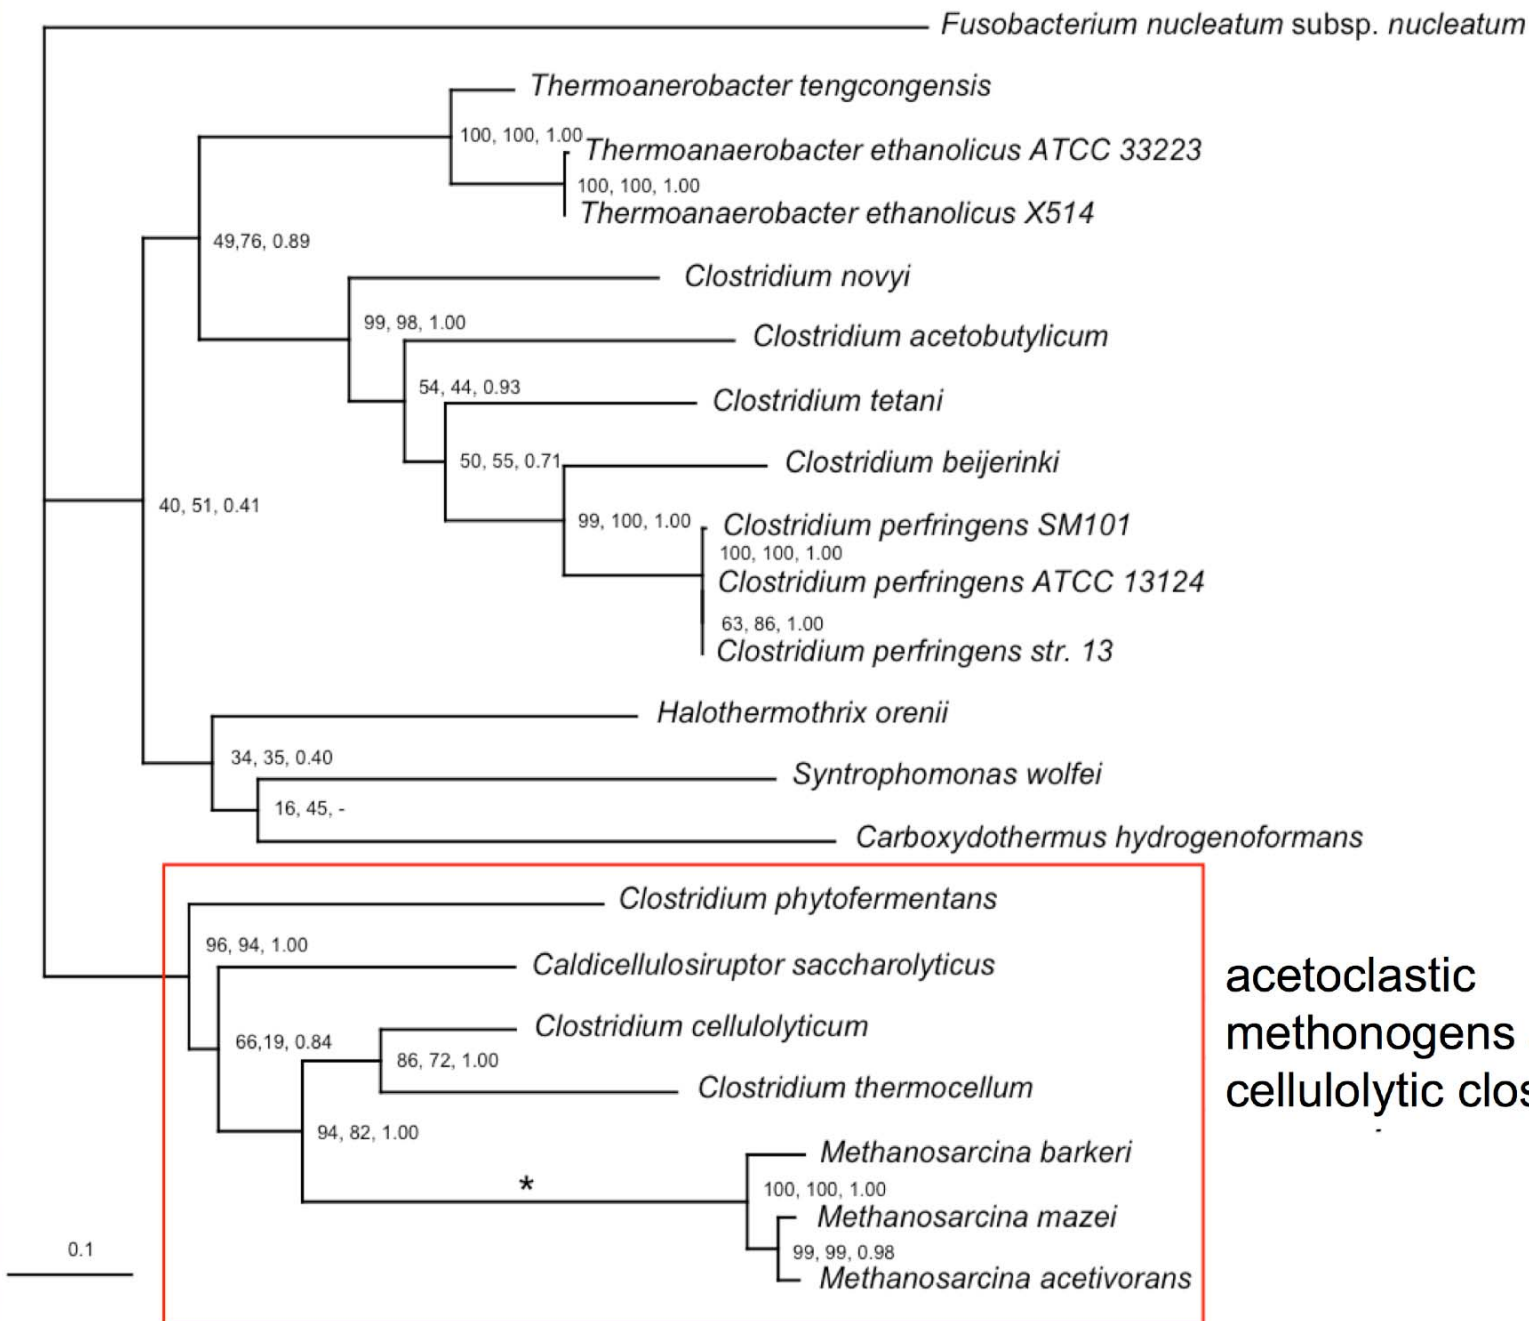 Fusobacterium nucleatum subsp. nucleatum
Thermoanerobacter tengcongensis
100, 100, 1.00
Thermoanaerobacter ethanolicus ATCC 33223
100, 100, 1.00
Thermoanaerobacter ethanolicus X514
49,76, 0.89
Clostridium novyi
99, 98, 1.00
Clostridium acetobutylicum
54, 44, 0.93
Clostridium tetani
50, 55, 0.71
Clostridium beijerinki
40, 51, 0.41
99, 100, 1.00
Clostridium perfringens SM101
100, 100, 1.00
Clostridium perfringens ATCC 13124
63, 86, 1.00
Clostridium perfringens str. 13
Halothermothrix orenii
34, 35, 0.40
Syntrophomonas wolfei
16, 45, -
Carboxydothermus hydrogenoformans
Clostridium phytofermentans
96, 94, 1.00
Caldicellulosiruptor saccharolyticus
Clostridium cellulolyticum
66,19, 0.84
86, 72, 1.00
Clostridium thermocellum
94, 82, 1.00
Methanosarcina barkeri
*
100, 100, 1.00
Methanosarcina mazei
99, 99, 0.98
Methanosarcina acetivorans
0.1
acetoclastic
methonogens
cellulolytic clos